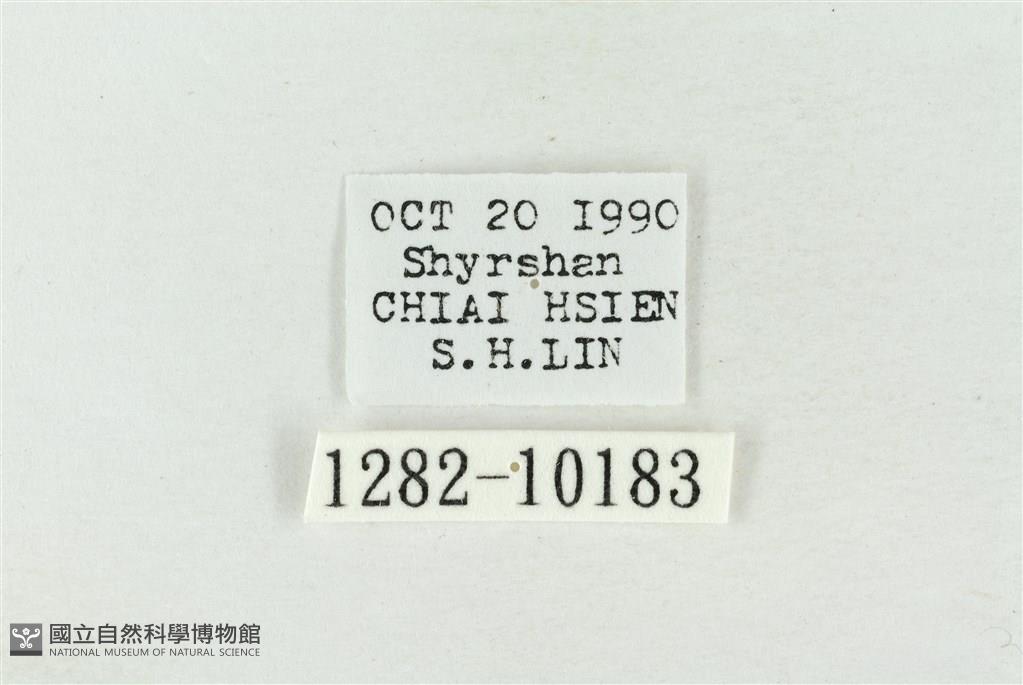 OCT 20 1990
Shyrshan
CHIAI HSIEN
S.H.LIN
1282-10183
國立自然科學博物館
NATIONAL MUSEUM OF NATURAL SCIENCE